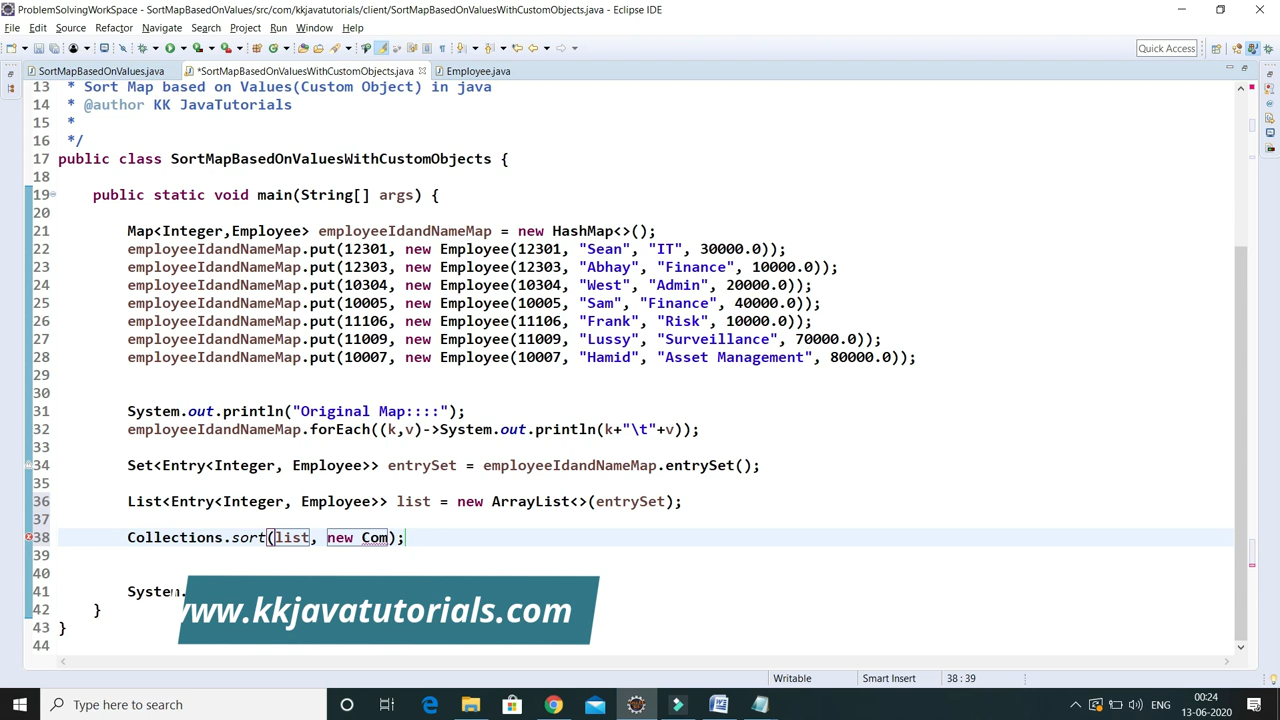 ProblemSolvingWorkSpace - SortMapBasedOnValues/src/com/kkjavatutorials/client/SortMapBasedOnValuesWithCustomObjects.java - Eclipse IDE
File Edit Source Refactor Navigate Search Project Run Window Help
Quick Access
SortMapBasedOnValues.java *SortMapBasedOnValuesWithCustomObjects.java Employee.java
13 * Sort Map based on Values(Custom Object) in java
14 * @author KK JavaTutorials
15 *
16 */
17 public class SortMapBasedOnValuesWithCustomObjects {
18
19 public static void main(String[] args) {
20
21 Map<Integer,Employee> employeeIdandNameMap = new HashMap<>();
22 employeeIdandNameMap.put(12301, new Employee(12301, "Sean", "IT", 30000.0));
23 employeeIdandNameMap.put(12303, new Employee(12303, "Abhay", "Finance", 10000.0));
24 employeeIdandNameMap.put(10304, new Employee(10304, "West", "Admin", 20000.0));
25 employeeIdandNameMap.put(10005, new Employee(10005, "Sam", "Finance", 40000.0));
26 employeeIdandNameMap.put(11106, new Employee(11106, "Frank", "Risk", 10000.0));
27 employeeIdandNameMap.put(11009, new Employee(11009, "Lussy", "Surveillance", 70000.0));
28 employeeIdandNameMap.put(10007, new Employee(10007, "Hamid", "Asset Management", 80000.0));
29
30
31 System.out.println("Original Map::::");
32 employeeIdandNameMap.forEach((k,v)->System.out.println(k+"\t"+v));
33
34 Set<Entry<Integer, Employee>> entrySet = employeeIdandNameMap.entrySet();
35
36 List<Entry<Integer, Employee>> list = new ArrayList<>(entrySet);
37
38 Collections.sort(list, new Com);
39
40
41 System.
42 }
43 }
44
www.kkjavatutorials.com
Writable Smart Insert 38 : 39
Type here to search
ENG
00:24
13-06-2020